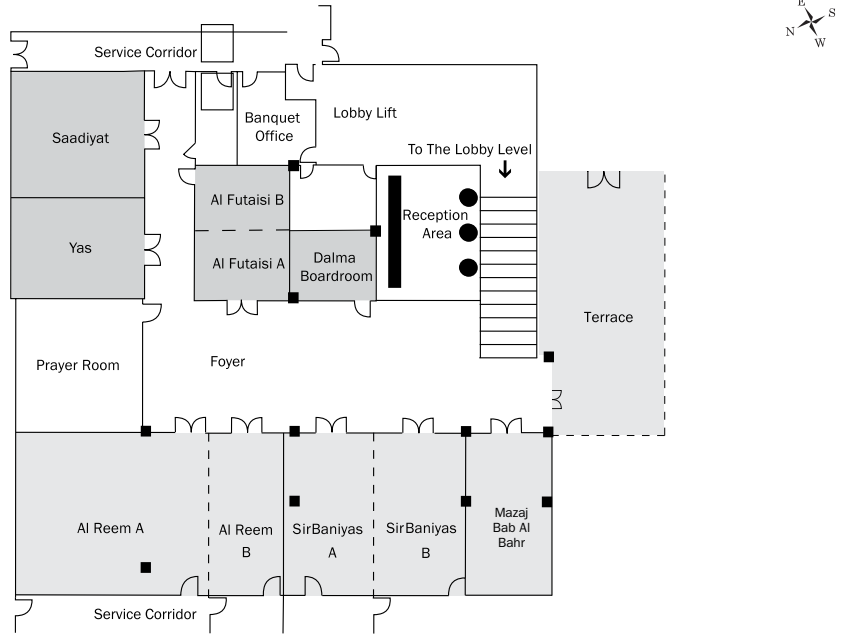 E
S
N
W
Service Corridor
Saadiyat
Banquet
Office
Lobby Lift
To The Lobby Level
Al Futaisi B
Reception
Area
Yas
Al Futaisi A
Dalma
Boardroom
Terrace
Prayer Room
Foyer
Al Reem A
Al Reem
B
SirBaniyas
A
SirBaniyas
B
Mazaj
Bab Al
Bahr
Service Corridor